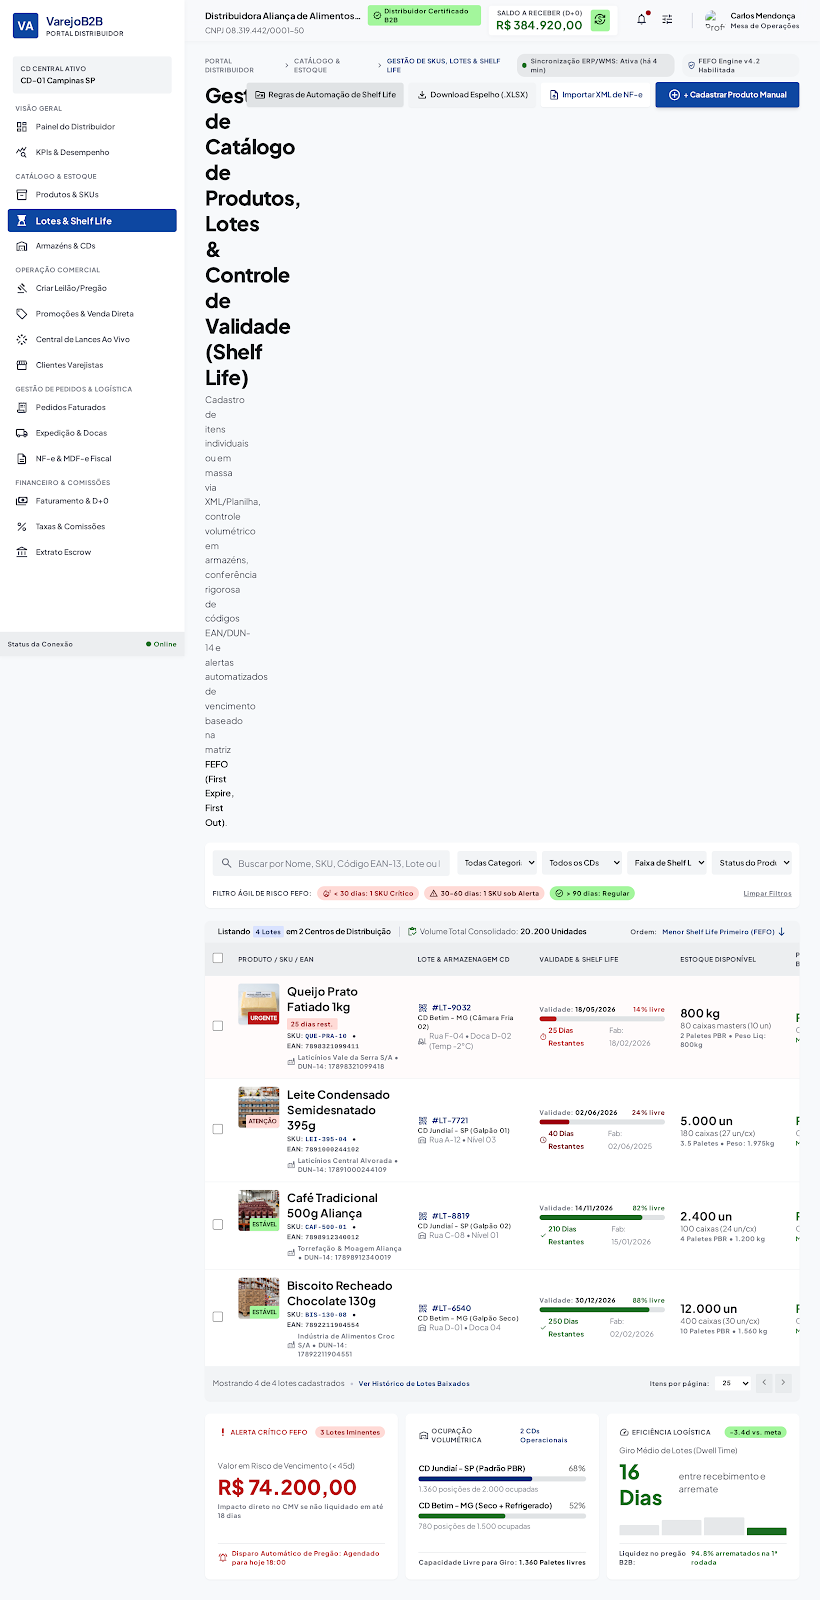 VA
VarejoB2B
PORTAL DISTRIBUIDOR
CD CENTRAL ATIVO
CD-01 Campinas SP
VISÃO GERAL
Painel do Distribuidor
KPIs & Desempenho
CATÁLOGO & ESTOQUE
Produtos & SKUs
Lotes & Shelf Life
Armazéns & CDs
OPERAÇÃO COMERCIAL
Criar Leilão/Pregão
Promoções & Venda Direta
Central de Lances Ao Vivo
Clientes Varejistas
GESTÃO DE PEDIDOS & LOGÍSTICA
Pedidos Faturados
Expedição & Docas
NF-e & MDF-e Fiscal
FINANCEIRO & COMISSÕES
Faturamento & D+0
Taxas & Comissões
Extrato Escrow
Status da Conexão
Online
Distribuidora Aliança de Alimentos...
CNPJ 08.319.442/0001-50
Distribuidor Certificado
B2B
SALDO A RECEBER (D+0)
R$ 384.920,00
Carlos Mendonça
Mesa de Operações
PORTAL
DISTRIBUIDOR
CATÁLOGO &
ESTOQUE
GESTÃO DE SKUS, LOTES & SHELF
LIFE
Sincronização ERP/WMS: Ativa (há 4
min)
FEFO Engine v4.2
Habilitada
Regras de Automação de Shelf Life
Download Espelho (.XLSX)
Importar XML de NF-e
+ Cadastrar Produto Manual
de
Catálogo
de
Produtos,
Lotes
&
Controle
de
Validade
(Shelf
Life)
Cadastro
de
itens
individuais
ou em
massa
via
XML/Planilha,
controle
volumétrico
em
armazéns,
conferência
rigorosa
de
códigos
EAN/DUN-
14 e
alertas
automatizados
de
vencimento
baseado
na
matriz
FEFO
(First
Expire,
First
Out).
Buscar por Nome, SKU, Código EAN-13, Lote ou
Todas Categori
Todos os CDs
Faixa de Shelf L
Status do Prod
FILTRO ÁGIL DE RISCO FEFO:
< 30 dias: 1 SKU Crítico
30-60 dias: 1 SKU sob Alerta
> 90 dias: Regular
Limpar Filtros
Listando 4 Lotes em 2 Centros de Distribuição
Volume Total Consolidado: 20.200 Unidades
Ordem: Menor Shelf Life Primeiro (FEFO)
PRODUTO / SKU / EAN
LOTE & ARMAZENAGEM CD
VALIDADE & SHELF LIFE
ESTOQUE DISPONÍVEL
URGENTE
Queijo Prato
Fatiado 1kg
25 dias rest.
SKU: QUE-PRA-10 •
EAN: 7898321099411
Laticínios Vale da Serra S/A •
DUN-14: 17898321099418
#LT-9032
CD Betim - MG (Câmara Fria
02)
Rua F-04 • Doca D-02
(Temp -2°C)
Validade: 18/05/2026
14% livre
25 Dias
Restantes
Fab:
18/02/2026
800 kg
80 caixas masters (10 un)
2 Paletes PBR • Peso Liq:
800kg
ATENÇÃO
Leite Condensado
Semidesnatado
395g
SKU: LEI-395-04 •
EAN: 7891000244102
Laticínios Central Alvorada •
DUN-14: 17891000244109
#LT-7721
CD Jundiaí - SP (Galpão 01)
Rua A-12 • Nível 03
Validade: 02/06/2026
24% livre
40 Dias
Restantes
Fab:
02/06/2025
5.000 un
180 caixas (27 un/cx)
3.5 Paletes • Peso: 1.975kg
ESTÁVEL
Café Tradicional
500g Aliança
SKU: CAF-500-01 •
EAN: 7898912340012
Torrefação & Moagem Aliança
• DUN-14: 17898912340019
#LT-8819
CD Jundiaí - SP (Galpão 02)
Rua C-08 • Nível 01
Validade: 14/11/2026
82% livre
210 Dias
Restantes
Fab:
15/01/2026
2.400 un
100 caixas (24 un/cx)
4 Paletes PBR • 1.200 kg
ESTÁVEL
Biscoito Recheado
Chocolate 130g
SKU: BIS-130-08 •
EAN: 7892211904554
Indústria de Alimentos Croc
S/A • DUN-14:
17892211904551
#LT-6540
CD Betim - MG (Galpão Seco)
Rua D-01 • Doca 04
Validade: 30/12/2026
88% livre
250 Dias
Restantes
Fab:
02/02/2026
12.000 un
400 caixas (30 un/cx)
10 Paletes PBR • 1.560 kg
Mostrando 4 de 4 lotes cadastrados
Ver Histórico de Lotes Baixados
Itens por página:
25
ALERTA CRÍTICO FEFO
3 Lotes Iminentes
Valor em Risco de Vencimento (< 45d)
R$ 74.200,00
Impacto direto no CMV se não liquidado em até
18 dias
Disparo Automático de Pregão: Agendado
para hoje 18:00
OCUPAÇÃO
VOLUMÉTRICA
2 CDs
Operacionais
CD Jundiaí - SP (Padrão PBR)
68%
1.360 posições de 2.000 ocupadas
CD Betim - MG (Seco + Refrigerado)
52%
780 posições de 1.500 ocupadas
Capacidade Livre para Giro: 1.360 Paletes livres
EFICIÊNCIA LOGÍSTICA
-3.4d vs. meta
Giro Médio de Lotes (Dwell Time)
16
Dias
entre recebimento e
arremate
Liquidez no pregão
B2B:
94.8% arrematados na 1ª
rodada